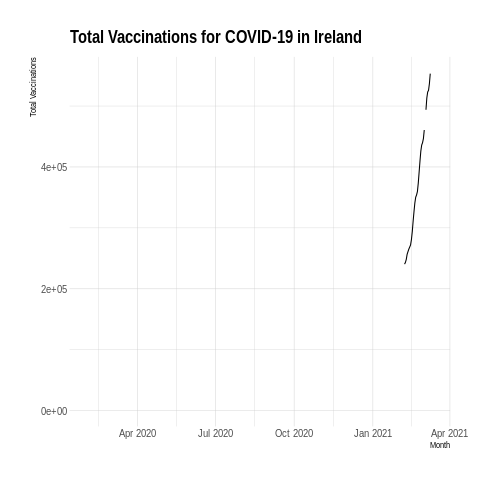 Total Vaccinations for COVID-19 in Ireland
Total Vaccinations
4e+05
2e+05
0e+00
Apr 2020 Jul 2020 Oct 2020 Jan 2021 Apr 2021
Month